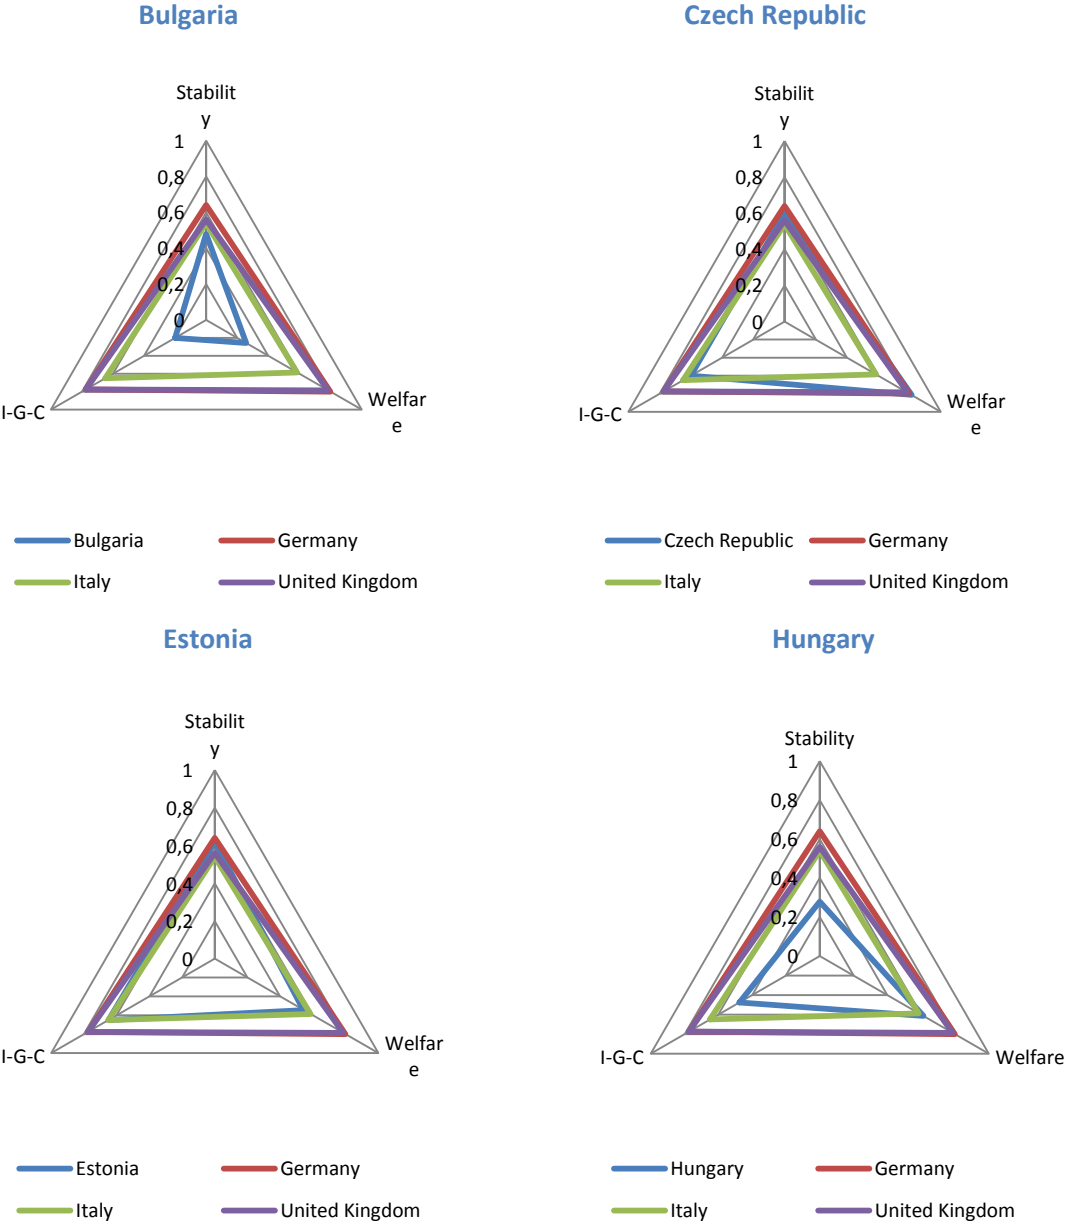 Bulgaria
Stabilit
y
1
0,8
0,6
0,4
0,2
0
I-G-C
Welfar
e
Bulgaria
Germany
Italy
United Kingdom
Czech Republic
Stabilit
y
1
0,8
0,6
0,4
0,2
0
I-G-C
Welfar
e
Czech Republic
Germany
Italy
United Kingdom
Estonia
Stabilit
y
1
0,8
0,6
0,4
0,2
0
I-G-C
Welfar
e
Estonia
Germany
Italy
United Kingdom
Hungary
Stability
1
0,8
0,6
0,4
0,2
0
I-G-C
Welfare
Hungary
Germany
Italy
United Kingdom